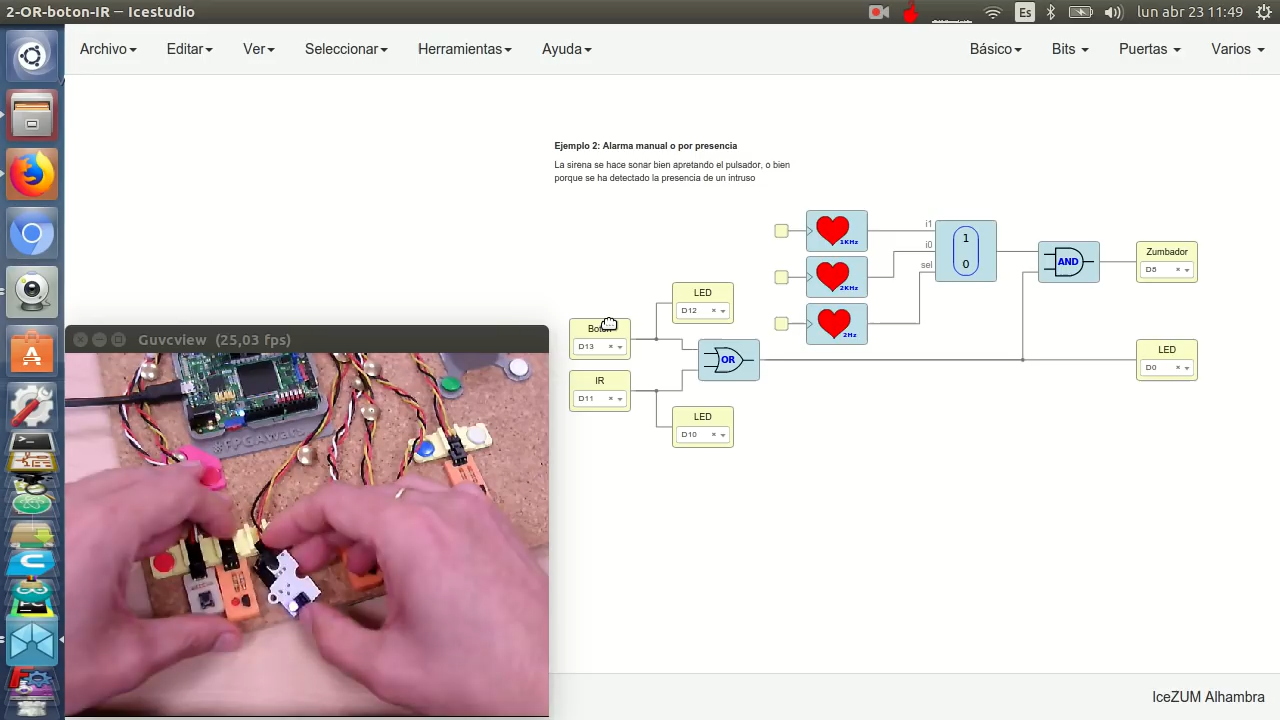 2-OR-boton-IR – Icestudio
Es
lun abr 23 11:49
Archivo Editar Ver Seleccionar Herramientas Ayuda
Básico Bits Puertas Varios
Ejemplo 2: Alarma manual o por presencia
La sirena se hace sonar bien apretando el pulsador, o bien
porque se ha detectado la presencia de un intruso
1KHz
2KHz
2Hz
i1
i0
sel
1
0
AND
Zumbador
D8
LED
D12
D13
OR
IR
D11
LED
D10
LED
D0
Guvcview (25,03 fps)
#FPGAwars
IceZUM Alhambra